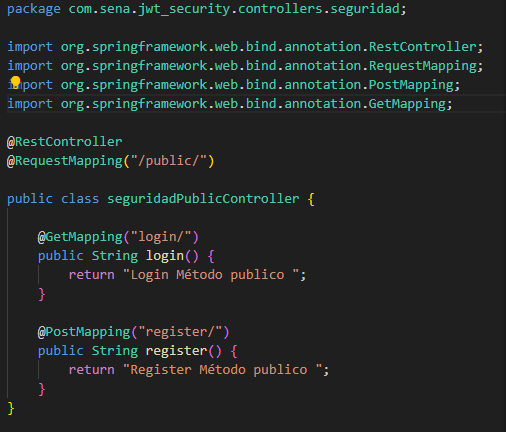 package com.sena.jwt_security.controllers.seguridad;
import org.springframework.web.bind.annotation.RestController;
import org.springframework.web.bind.annotation.RequestMapping;
import org.springframework.web.bind.annotation.PostMapping;
import org.springframework.web.bind.annotation.GetMapping;
@RestController
@RequestMapping("/public/")
public class seguridadPublicController {
@GetMapping("login/")
public String login() {
return "Login Método publico ";
}
@PostMapping("register/")
public String register() {
return "Register Método publico ";
}
}